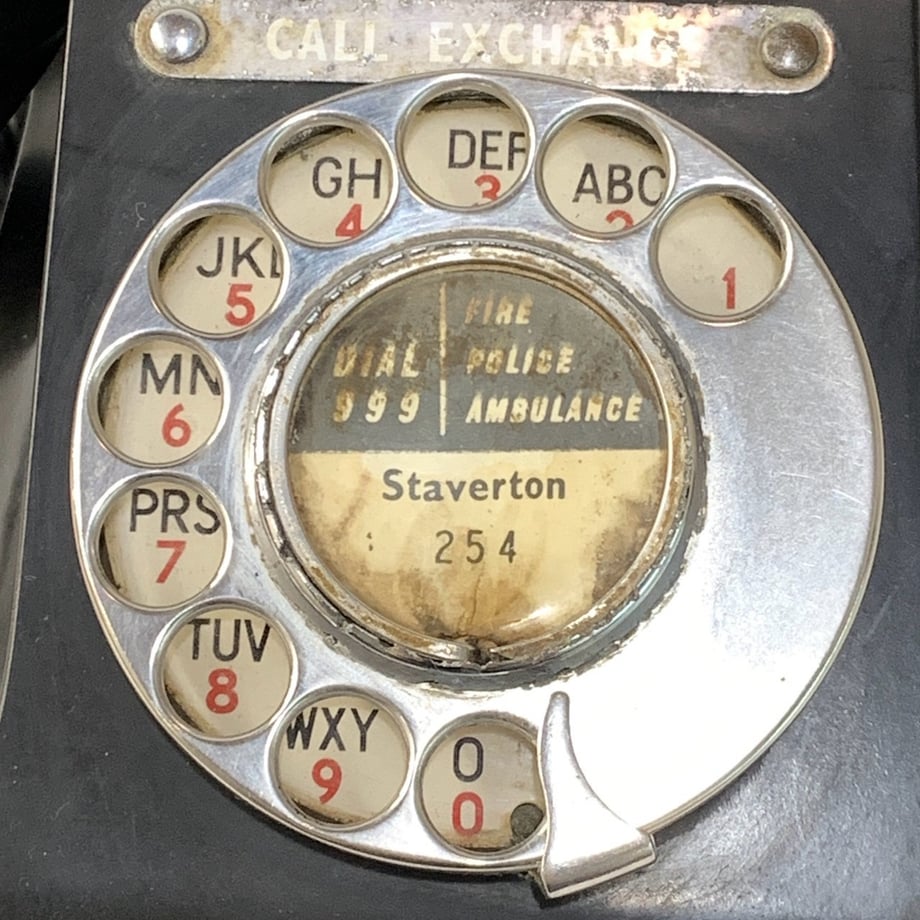 CALL EXCHANGE
ABC
2
DEF
3
GH
4
1
JKL
5
MN
6
PRS
7
TUV
8
WXY
9
O
0
DIAL
999
FIRE
POLICE
AMBULANCE
Staverton
254